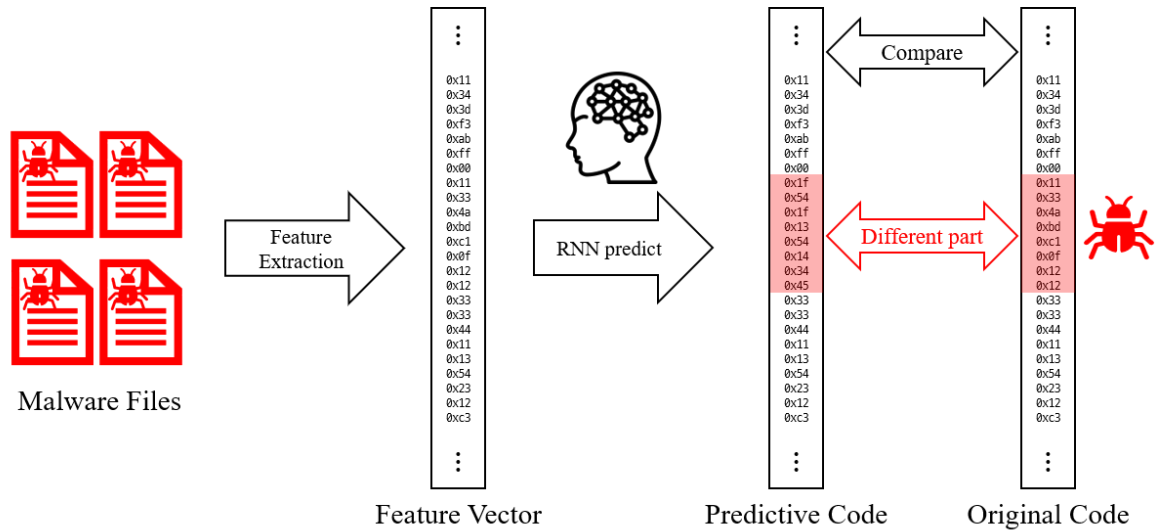 Malware Files
Feature
Extraction
⋮
0x11
0x34
0x3d
0xf3
0xab
0xff
0x00
0x11
0x33
0x4a
0xbd
0xc1
0x0f
0x12
0x12
0x33
0x33
0x44
0x11
0x13
0x54
0x23
0x12
0xc3
⋮
Feature Vector
RNN predict
⋮
0x11
0x34
0x3d
0xf3
0xab
0xff
0x00
0x1f
0x54
0x1f
0x13
0x54
0x14
0x34
0x45
0x33
0x33
0x44
0x11
0x13
0x54
0x23
0x12
0xc3
⋮
Predictive Code
Compare
Different part
⋮
0x11
0x34
0x3d
0xf3
0xab
0xff
0x00
0x11
0x33
0x4a
0xbd
0xc1
0x0f
0x12
0x12
0x33
0x33
0x44
0x11
0x13
0x54
0x23
0x12
0xc3
⋮
Original Code